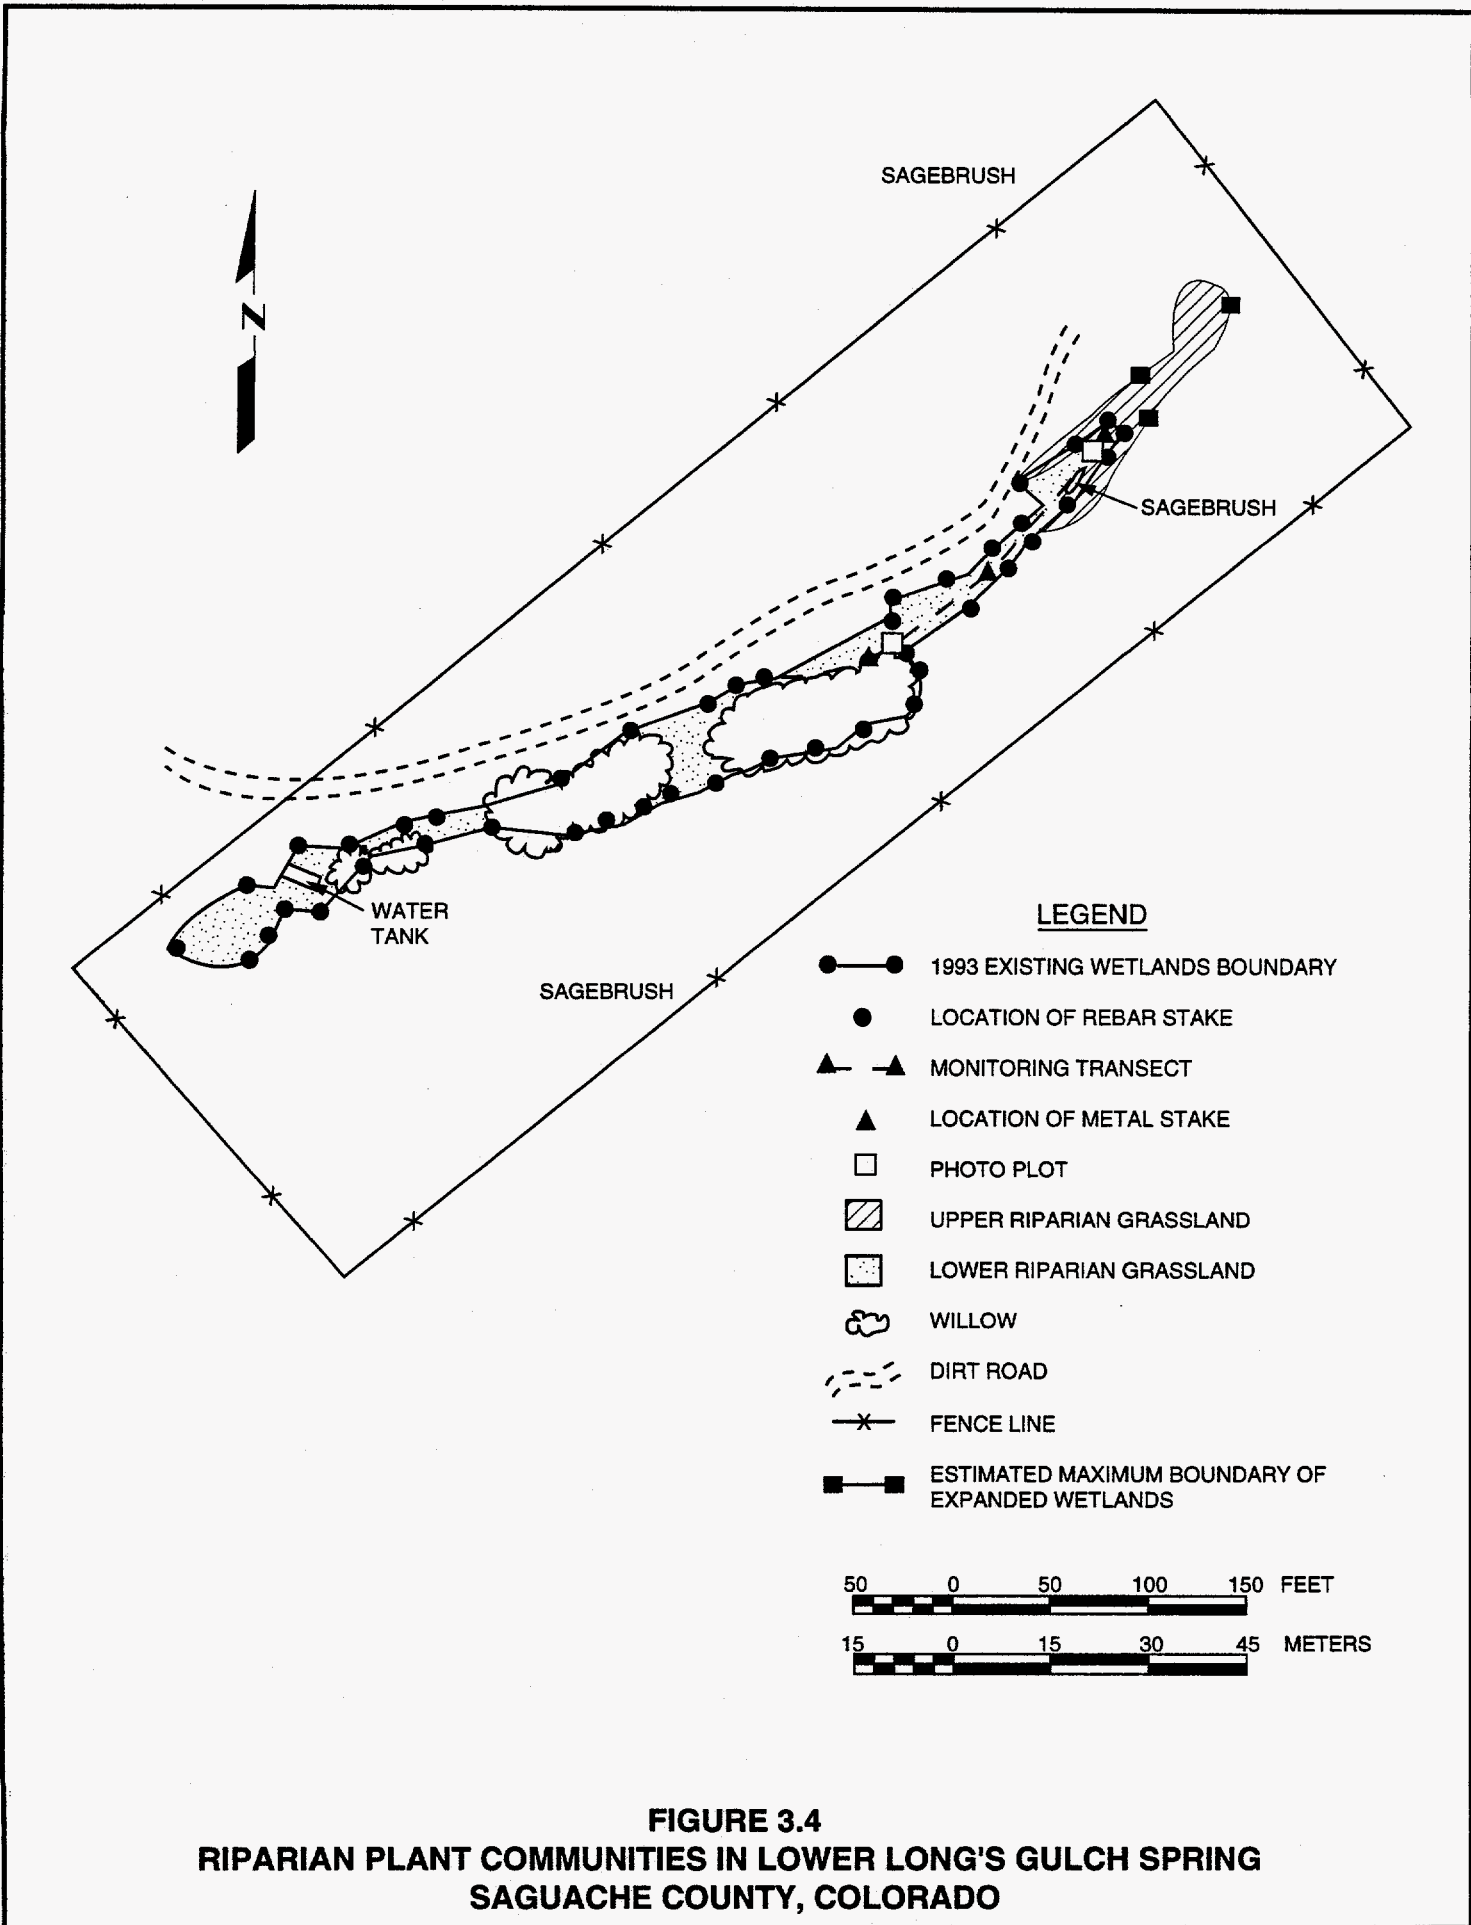 SAGEBRUSH
N
SAGEBRUSH
WATER
TANK
SAGEBRUSH
LEGEND
1993 EXISTING WETLANDS BOUNDARY
LOCATION OF REBAR STAKE
MONITORING TRANSECT
LOCATION OF METAL STAKE
PHOTO PLOT
UPPER RIPARIAN GRASSLAND
LOWER RIPARIAN GRASSLAND
WILLOW
DIRT ROAD
FENCE LINE
ESTIMATED MAXIMUM BOUNDARY OF
EXPANDED WETLANDS
50 0 50 100 150 FEET
15 0 15 30 45 METERS
FIGURE 3.4
RIPARIAN PLANT COMMUNITIES IN LOWER LONG'S GULCH SPRING
SAGUACHE COUNTY, COLORADO